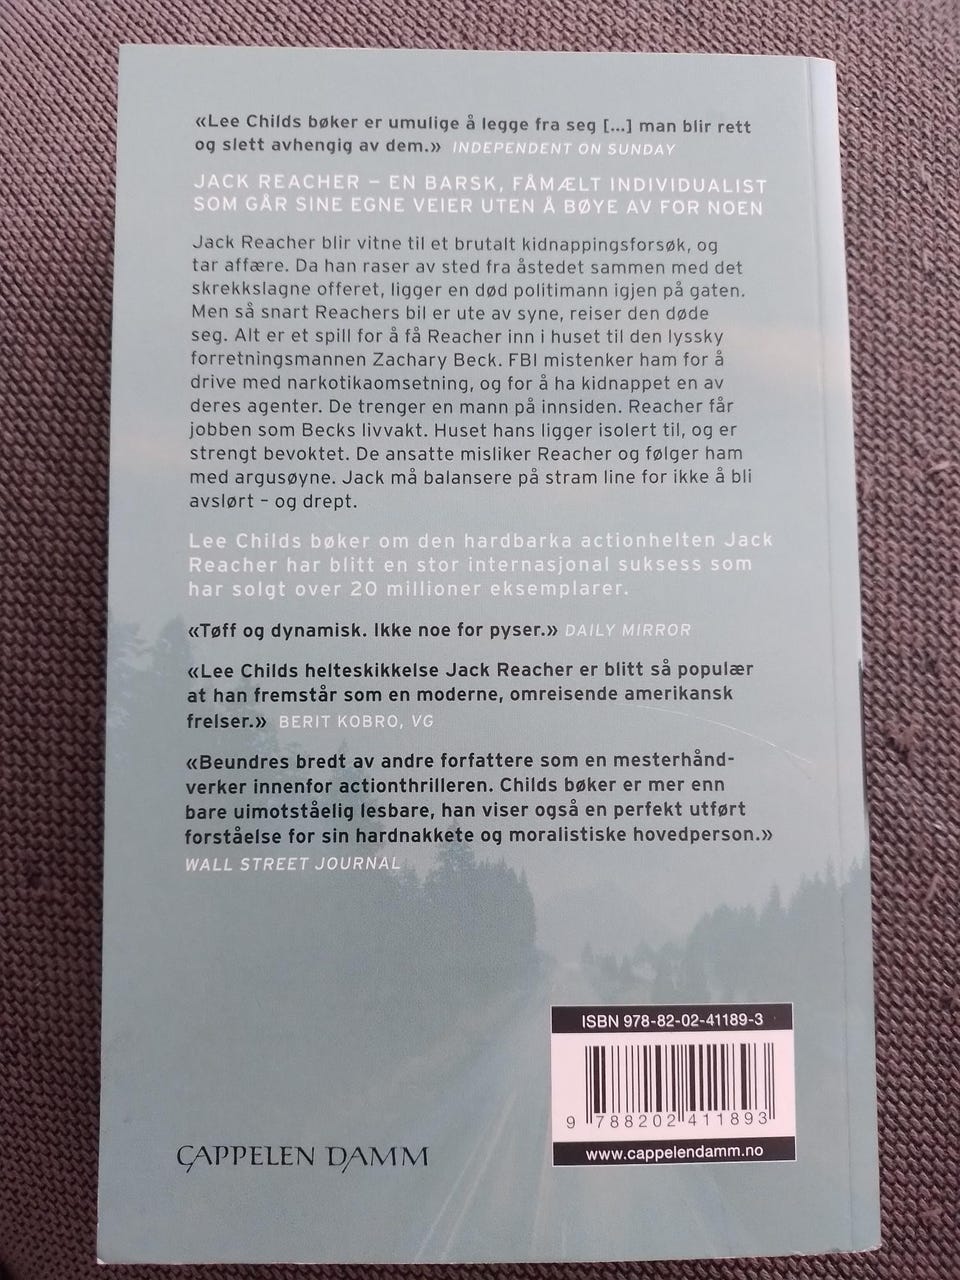 «Lee Childs bøker er umulige å legge fra seg [...] man blir rett
og slett avhengig av dem.» INDEPENDENT ON SUNDAY
JACK REACHER – EN BARSK, FÅMÆLT INDIVIDUALIST
SOM GÅR SINE EGNE VEIER UTEN Å BØYE AV FOR NOEN
Jack Reacher blir vitne til et brutalt kidnappingsforsøk, og
tar affære. Da han raser av sted fra åstedet sammen med det
skrekkslagne offeret, ligger en død politimann igjen på gaten.
Men så snart Reachers bil er ute av syne, reiser den døde
seg. Alt er et spill for å få Reacher inn i huset til den lyssky
forretningsmannen Zachary Beck. FBI mistenker ham for å
drive med narkotikaomsetning, og for å ha kidnappet en av
deres agenter. De trenger en mann på innsiden. Reacher får
jobben som Becks livvakt. Huset hans ligger isolert til, og er
strengt bevoktet. De ansatte misliker Reacher og følger ham
med argusøyne. Jack må balansere på stram line for ikke å bli
avslørt – og drept.
Lee Childs bøker om den hardbarka actionhelten Jack
Reacher har blitt en stor internasjonal suksess som
har solgt over 20 millioner eksemplarer.
«Tøff og dynamisk. Ikke noe for pyser.» DAILY MIRROR
«Lee Childs helteskikkelse Jack Reacher er blitt så populær
at han fremstår som en moderne, omreisende amerikansk
frelser.» BERIT KOBRO, VG
«Beundres bredt av andre forfattere som en mesterhånd-
verker innenfor actionthrilleren. Childs bøker er mer enn
bare uimotståelig lesbare, han viser også en perfekt utført
forståelse for sin hardnakkete og moralistiske hovedperson.»
WALL STREET JOURNAL
ISBN 978-82-02-41189-3
9 788202 411893
www.cappelendamm.no
CAPPELEN DAMM